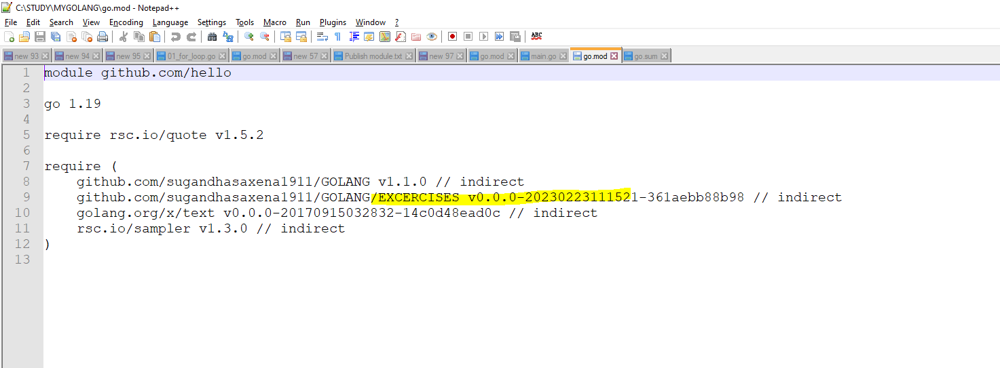 C:\STUDY\MYGOLANG\go.mod - Notepad++
File Edit Search View Encoding Language Settings Tools Macro Run Plugins Window ?
ABC
new 93 new 94 new 95 01_for_loop.go go.mod new 57 Publish module.txt new 97 go.mod main.go go.mod go.sum
1 module github.com/hello
2
3 go 1.19
4
5 require rsc.io/quote v1.5.2
6
7 require (
8 github.com/sugandhasaxena1911/GOLANG v1.1.0 // indirect
9 github.com/sugandhasaxena1911/GOLANG/EXCERCISES v0.0.0-20230223111521-361aebb88b98 // indirect
10 golang.org/x/text v0.0.0-20170915032832-14c0d48ead0c // indirect
11 rsc.io/sampler v1.3.0 // indirect
12 )
13